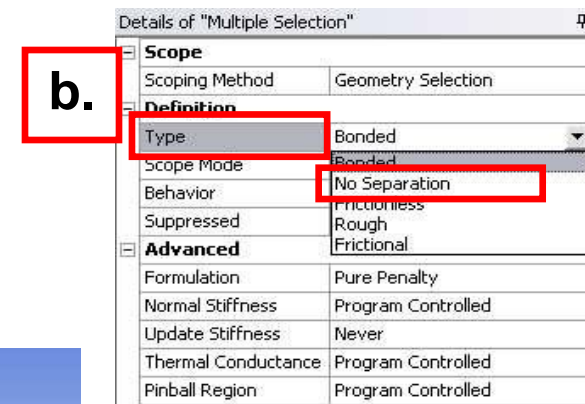 Details of "Multiple Selection"
b.
Scope
Scoping Method Geometry Selection
Definition
Type Bonded
Scope Mode Bonded
No Separation
Behavior Frictionless
Suppressed Rough
Frictional
Advanced
Formulation Pure Penalty
Normal Stiffness Program Controlled
Update Stiffness Never
Thermal Conductance Program Controlled
Pinball Region Program Controlled